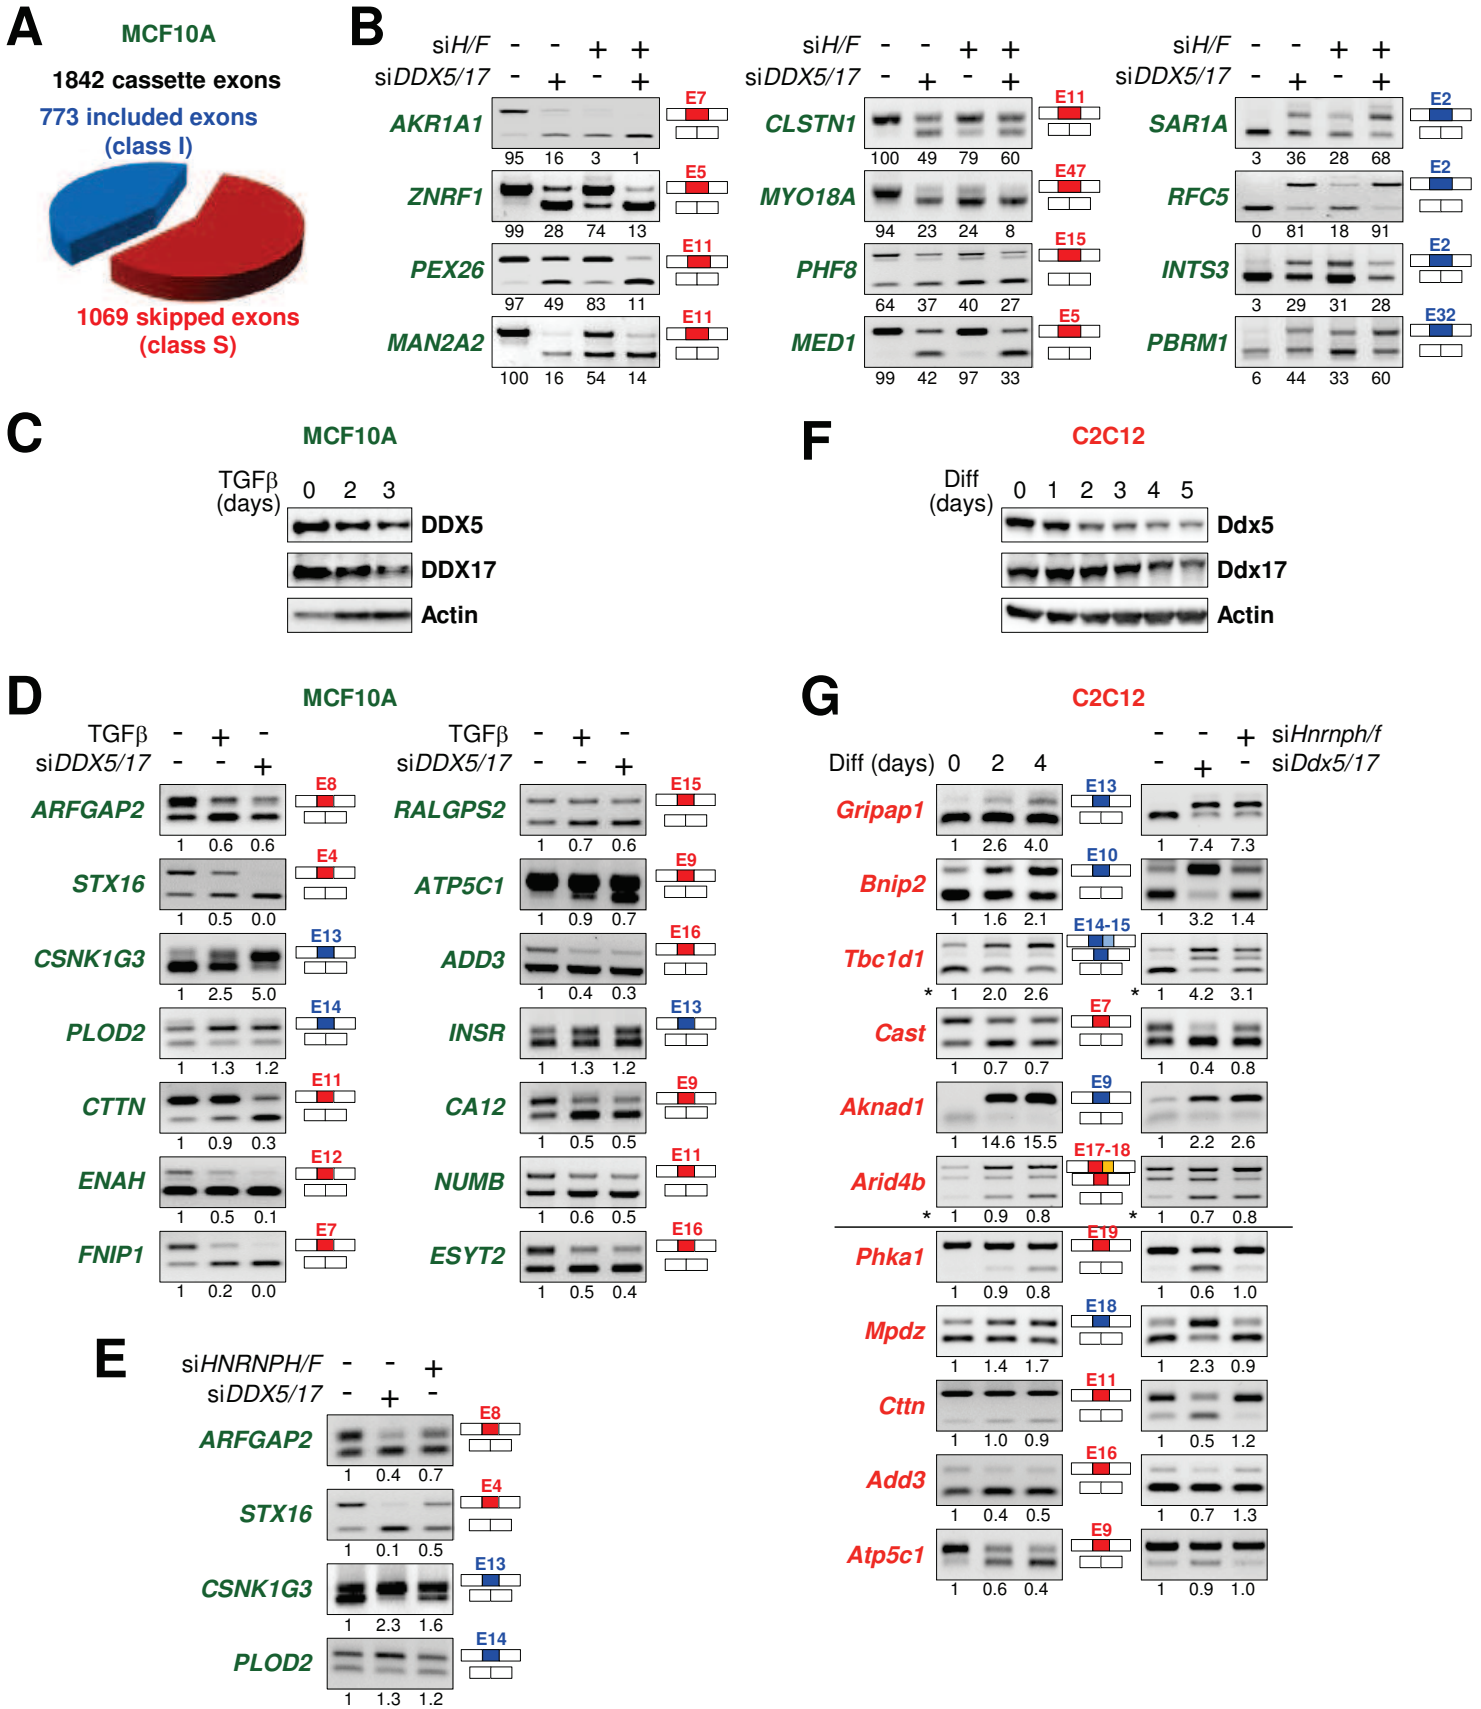 A
MCF10A
1842 cassette exons
773 included exons
(class I)
1069 skipped exons
(class S)
B
siH/F - - + +
siDDX5/17 - + - +
AKR1A1 E7
95 16 3 1
ZNRF1 E5
99 28 74 13
PEX26 E11
97 49 83 11
MAN2A2 E11
100 16 54 14
siH/F - - + +
siDDX5/17 - + - +
CLSTN1 E11
100 49 79 60
MYO18A E47
94 23 24 8
PHF8 E15
64 37 40 27
MED1 E5
99 42 97 33
siH/F - - + +
siDDX5/17 - + - +
SAR1A E2
3 36 28 68
RFC5 E2
0 81 18 91
INTS3 E2
3 29 31 28
PBRM1 E32
6 44 33 60
C
MCF10A
TGFβ
(days) 0 2 3
DDX5
DDX17
Actin
F
C2C12
Diff
(days) 0 1 2 3 4 5
Ddx5
Ddx17
Actin
D
MCF10A
TGFβ - + -
siDDX5/17 - - +
ARFGAP2 E8
1 0.6 0.6
STX16 E4
1 0.5 0.0
CSNK1G3 E13
1 2.5 5.0
PLOD2 E14
1 1.3 1.2
CTTN E11
1 0.9 0.3
ENAH E12
1 0.5 0.1
FNIP1 E7
1 0.2 0.0
TGFβ - + -
siDDX5/17 - - +
RALGPS2 E15
1 0.7 0.6
ATP5C1 E9
1 0.9 0.7
ADD3 E16
1 0.4 0.3
INSR E13
1 1.3 1.2
CA12 E9
1 0.5 0.5
NUMB E11
1 0.6 0.5
ESYT2 E16
1 0.5 0.4
E
siHNRNPH/F - - +
siDDX5/17 - + -
ARFGAP2 E8
1 0.4 0.7
STX16 E4
1 0.1 0.5
CSNK1G3 E13
1 2.3 1.6
PLOD2 E14
1 1.3 1.2
G
C2C12
- - + siHnrnph/f
Diff (days) 0 2 4 - + - siDdx5/17
Gripap1 E13
1 2.6 4.0 1 7.4 7.3
Bnip2 E10
1 1.6 2.1 1 3.2 1.4
Tbc1d1 E14-15
* 1 2.0 2.6 * 1 4.2 3.1
Cast E7
1 0.7 0.7 1 0.4 0.8
Aknad1 E9
1 14.6 15.5 1 2.2 2.6
Arid4b E17-18
* 1 0.9 0.8 * 1 0.7 0.8
Phka1 E19
1 0.9 0.8 1 0.6 1.0
Mpdz E18
1 1.4 1.7 1 2.3 0.9
Cttn E11
1 1.0 0.9 1 0.5 1.2
Add3 E16
1 0.4 0.5 1 0.7 1.3
Atp5c1 E9
1 0.6 0.4 1 0.9 1.0